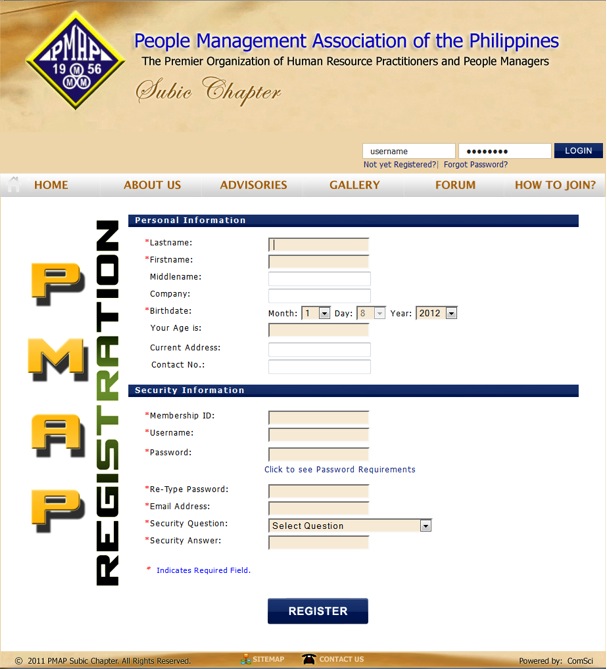 PMAP
19 56
M
M M M
People Management Association of the Philippines
The Premier Organization of Human Resource Practitioners and People Managers
Subic Chapter
username
LOGIN
Not yet Registered?| Forgot Password?
HOME ABOUT US ADVISORIES GALLERY FORUM HOW TO JOIN?
PMAP
REGISTRATION
Personal Information
*Lastname:
*Firstname:
Middlename:
Company:
*Birthdate: Month: 1 Day: 8 Year: 2012
Your Age is:
Current Address:
Contact No.:
Security Information
*Membership ID:
*Username:
*Password:
Click to see Password Requirements
*Re-Type Password:
*Email Address:
*Security Question: Select Question
*Security Answer:
* Indicates Required Field.
REGISTER
© 2011 PMAP Subic Chapter. All Rights Reserved. SITEMAP CONTACT US Powered by: ComSci